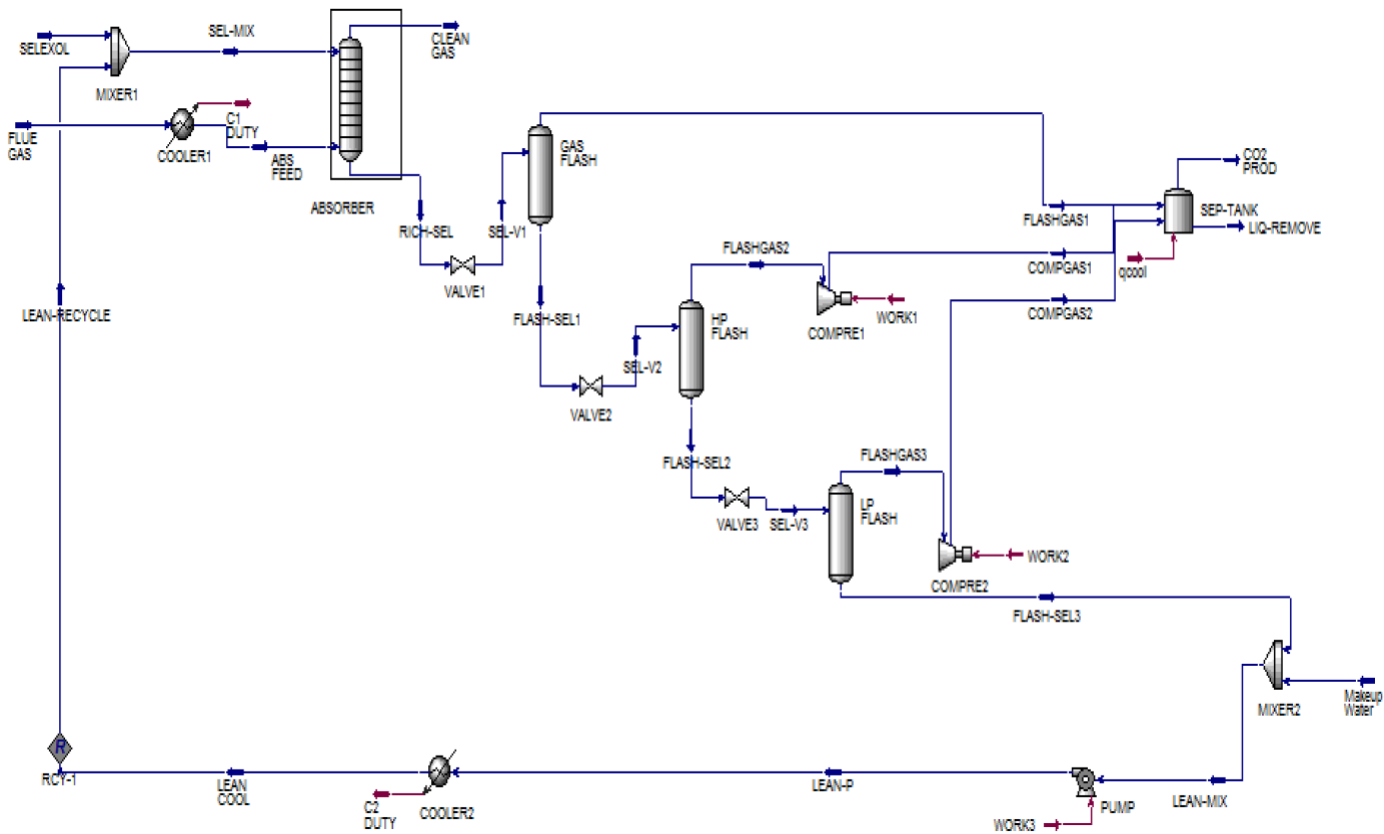 SELEXOL
SEL-MIX
MIXER1
CLEAN
GAS
FLUE
GAS
COOLER1
C1
DUTY
ABS
FEED
ABSORBER
GAS
FLASH
RICH-SEL
SEL-V1
VALVE1
CO2
PROD
SEP-TANK
FLASHGAS1
LIQ-REMOVE
qcool
FLASHGAS2
COMPGAS1
COMPGAS2
LEAN-RECYCLE
FLASH-SEL1
HP
FLASH
WORK1
COMPRE1
SEL-V2
VALVE2
FLASH-SEL2
FLASHGAS3
VALVE3
SEL-V3
LP
FLASH
WORK2
COMPRE2
FLASH-SEL3
MIXER2
Makeup
Water
R
RCY-1
LEAN
COOL
C2
DUTY
COOLER2
LEAN-P
PUMP
LEAN-MIX
WORK3